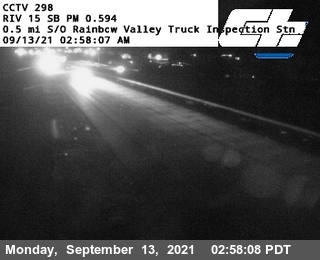 CCTV 298
RIV 15 SB PM 0.594
0.5 mi S/O Rainbow Valley Truck Inspection Stn
09/13/21 02:58:07 AM
Monday, September 13, 2021 02:58:08 PDT